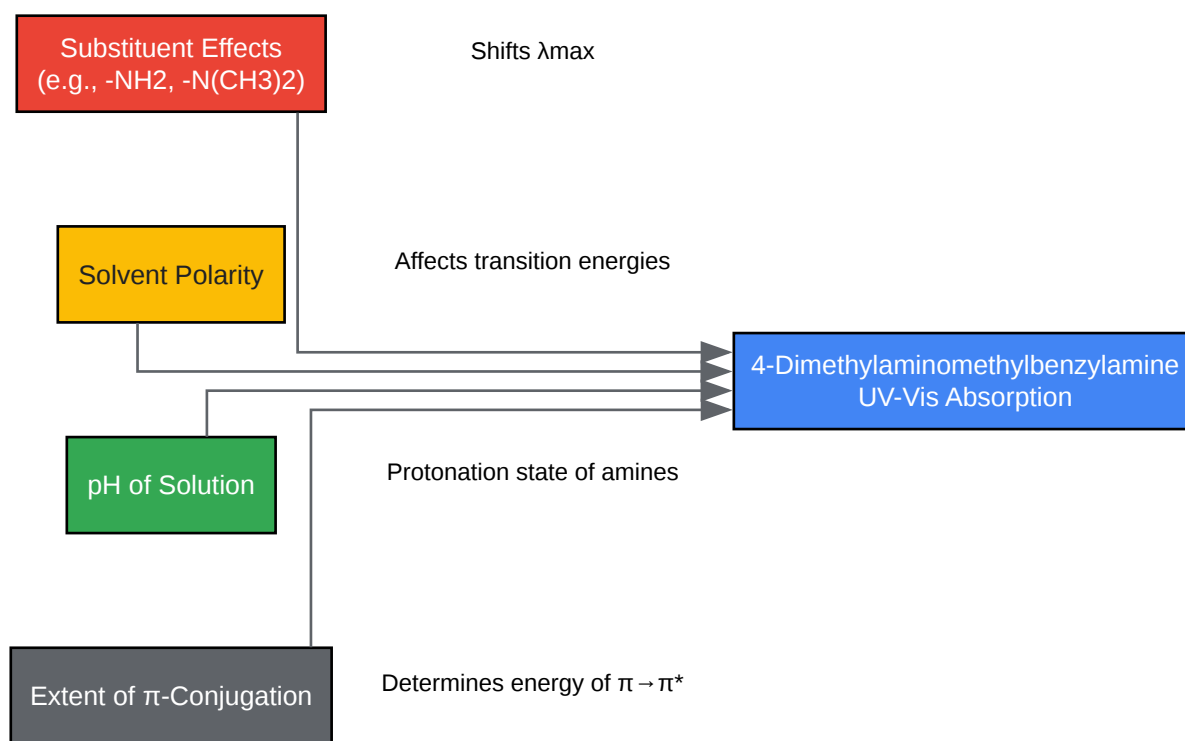 Substituent Effects
(e.g., -NH2, -N(CH3)2)
Shifts λmax
Solvent Polarity
Affects transition energies
4-Dimethylaminomethylbenzylamine
UV-Vis Absorption
pH of Solution
Protonation state of amines
Extent of π-Conjugation
Determines energy of π→π*